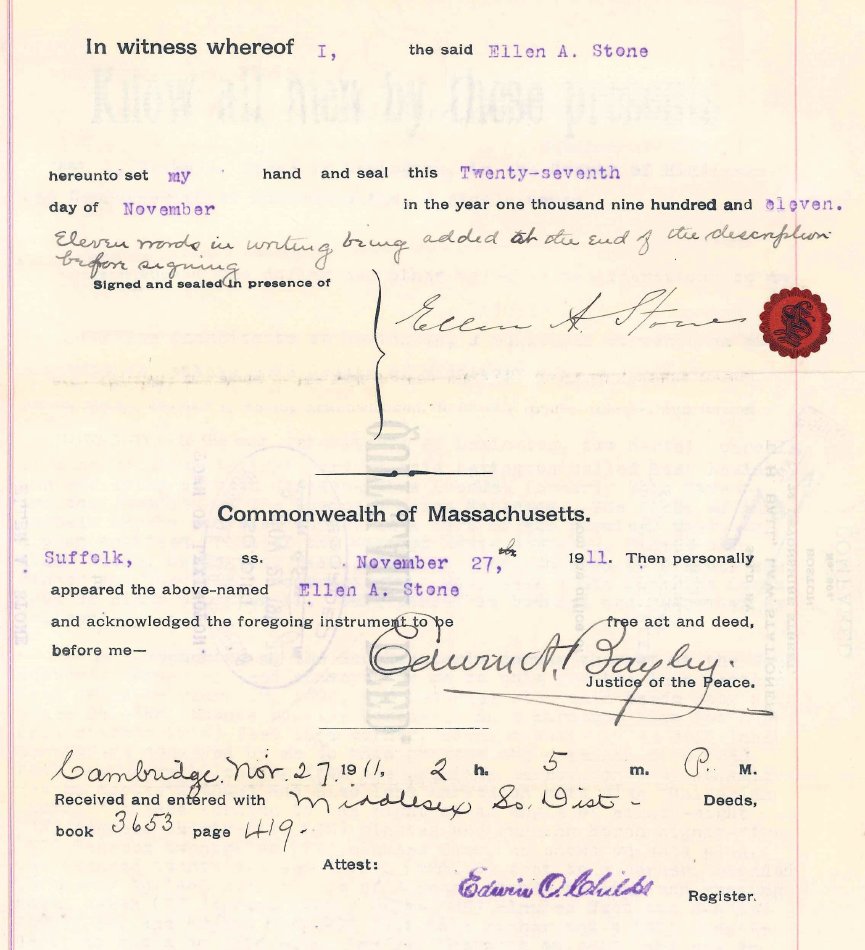 In witness whereof I, the said Ellen A. Stone
hereunto set my hand and seal this Twenty-seventh
day of November in the year one thousand nine hundred and eleven.
Eleven words in writing being added at the end of the description
before signing
Signed and sealed in presence of
Ellen A. Stone
Commonwealth of Massachusetts.
Suffolk, ss. November 27,th 1911. Then personally
appeared the above-named Ellen A. Stone
and acknowledged the foregoing instrument to be free act and deed,
before me—
Edwin A. Bayley.
Justice of the Peace.
Cambridge, Nov. 27, 1911, 2 h. 5 m. P. M.
Received and entered with Middlesex So. Dist - Deeds,
book 3653 page 419.
Attest:
Edwin O. Childs
Register.